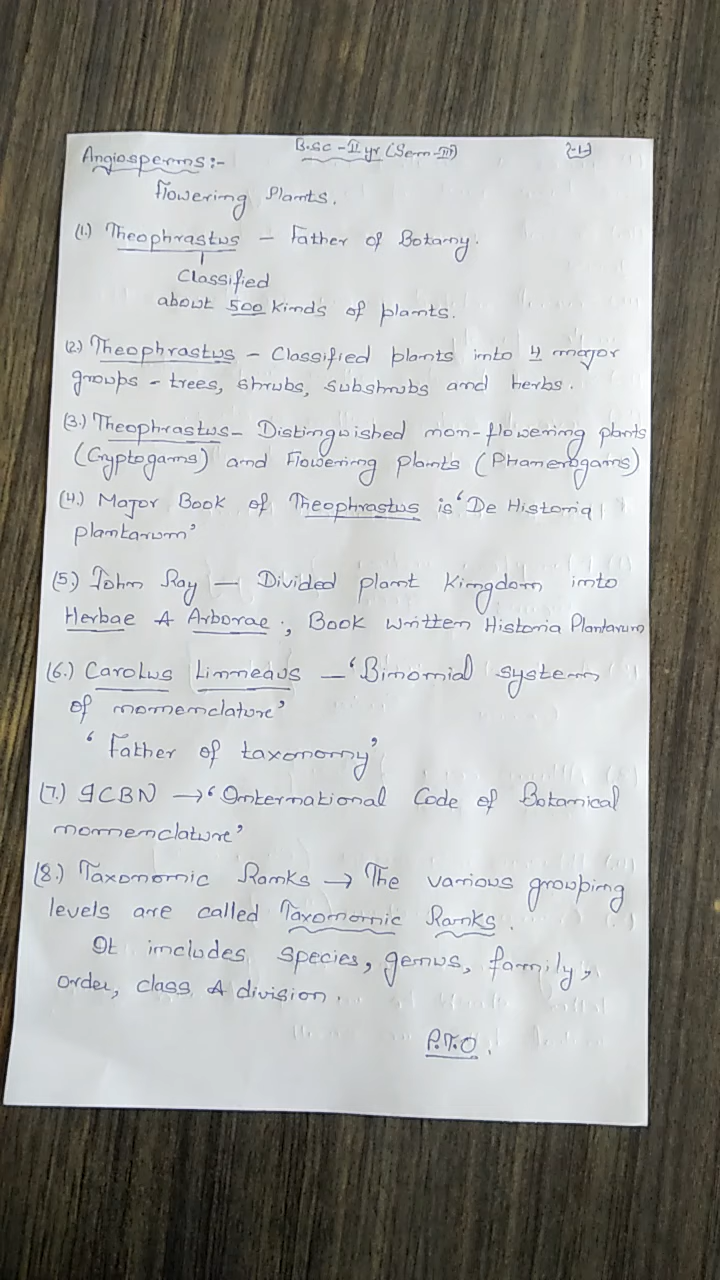 B.sc - II yr (Sem-III)
Angiosperms:-
Flowering Plants.
(1.) Theophrastus - Father of Botany.
Classified
about 500 kinds of plants.
(2.) Theophrastus - Classified plants into 4 major
groups - trees, shrubs, substrubs and herbs.
(3.) Theophrastus - Distinguished non-flowering plants
(Cryptogams) and Flowering Plants (Phanerogams)
(4.) Major Book of Theophrastus is 'De Historia
plantarum'
(5.) John Ray - Divided plant Kingdom into
Herbae & Arborae., Book written Historia Plantarum
(6.) Carolus Linneaus - 'Binomial system
of nomenclature'
'Father of taxonomy'
(7.) ICBN → 'International Code of Botanical
nomenclature'
(8.) Taxonomic Ranks → The various grouping
levels are called Taxonomic Ranks.
It includes species, genus, family,
order, class & division.
P.T.O.